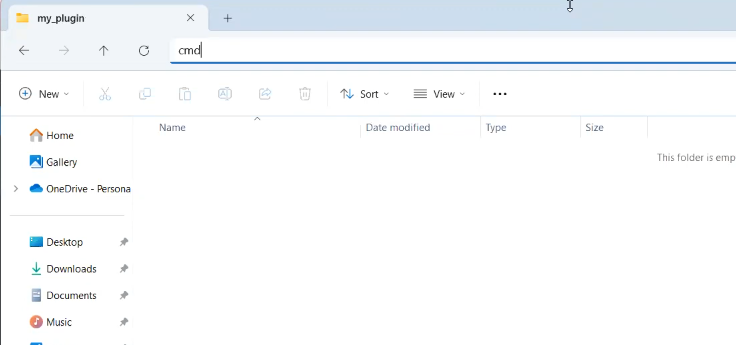 my_plugin
cmd
New
Sort
View
Name
Date modified
Type
Size
Home
This folder is emp
Gallery
OneDrive - Persona
Desktop
Downloads
Documents
Music